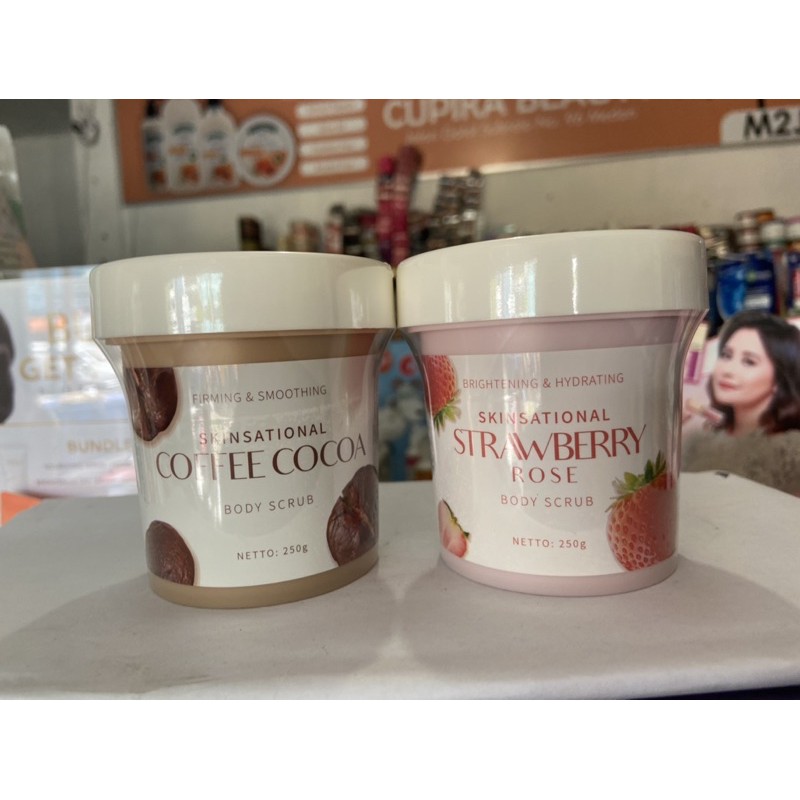 CUPIRA
M2
BUNDL
FIRMING & SMOOTHING
SKINSATIONAL
COFFEE COCOA
BODY SCRUB
NETTO: 250g
BRIGHTENING & HYDRATING
SKINSATIONAL
STRAWBERRY
ROSE
BODY SCRUB
NETTO: 250g